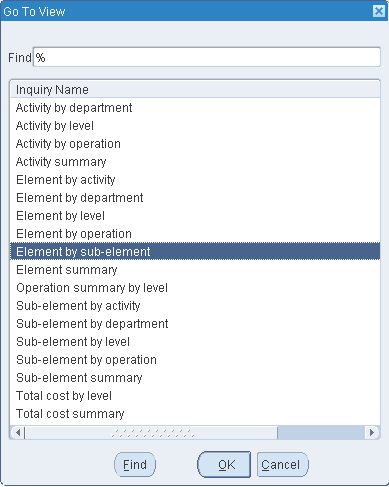 Go To View
Find %
Inquiry Name
Activity by department
Activity by level
Activity by operation
Activity summary
Element by activity
Element by department
Element by level
Element by operation
Element by sub-element
Element summary
Operation summary by level
Sub-element by activity
Sub-element by department
Sub-element by level
Sub-element by operation
Sub-element summary
Total cost by level
Total cost summary
Find OK Cancel